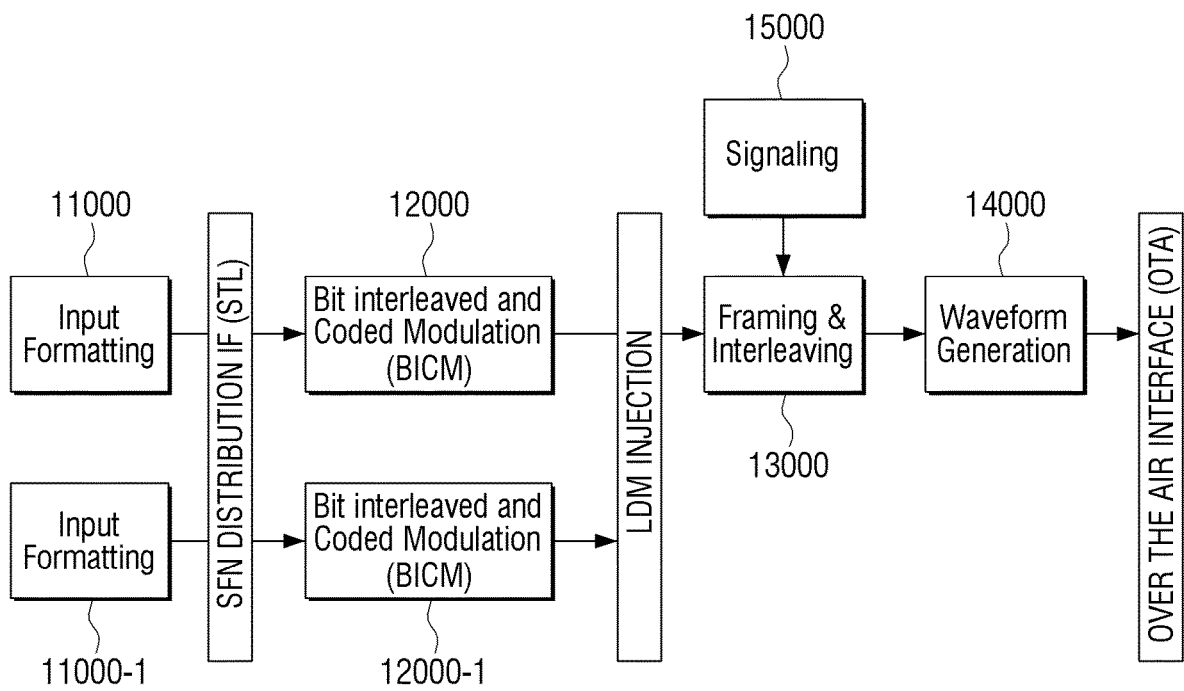 15000
Signaling
11000
Input
Formatting
SFN DISTRIBUTION IF (STL)
12000
Bit interleaved and
Coded Modulation
(BICM)
LDM INJECTION
Framing &
Interleaving
13000
14000
Waveform
Generation
OVER THE AIR INTERFACE (OTA)
Input
Formatting
11000-1
Bit interleaved and
Coded Modulation
(BICM)
12000-1